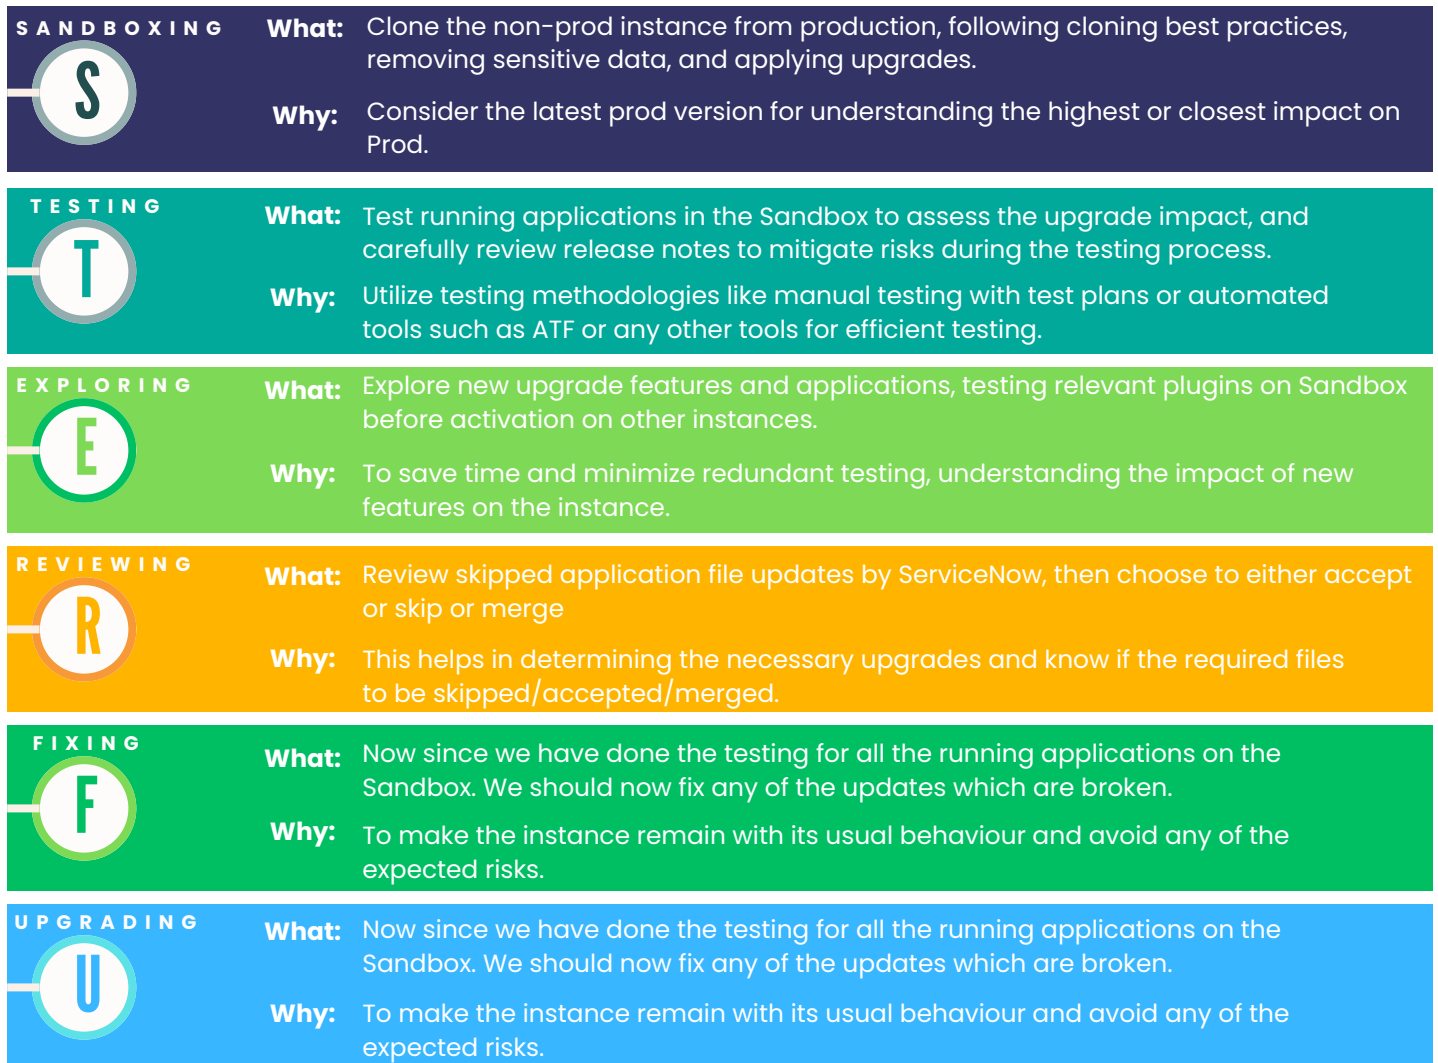 SANDBOXING
S
What: Clone the non-prod instance from production, following cloning best practices,
removing sensitive data, and applying upgrades.
Why: Consider the latest prod version for understanding the highest or closest impact on
Prod.
TESTING
T
What: Test running applications in the Sandbox to assess the upgrade impact, and
carefully review release notes to mitigate risks during the testing process.
Why: Utilize testing methodologies like manual testing with test plans or automated
tools such as ATF or any other tools for efficient testing.
EXPLORING
E
What: Explore new upgrade features and applications, testing relevant plugins on Sandbox
before activation on other instances.
Why: To save time and minimize redundant testing, understanding the impact of new
features on the instance.
REVIEWING
R
What: Review skipped application file updates by ServiceNow, then choose to either accept
or skip or merge
Why: This helps in determining the necessary upgrades and know if the required files
to be skipped/accepted/merged.
FIXING
F
What: Now since we have done the testing for all the running applications on the
Sandbox. We should now fix any of the updates which are broken.
Why: To make the instance remain with its usual behaviour and avoid any of the
expected risks.
UPGRADING
U
What: Now since we have done the testing for all the running applications on the
Sandbox. We should now fix any of the updates which are broken.
Why: To make the instance remain with its usual behaviour and avoid any of the
expected risks.